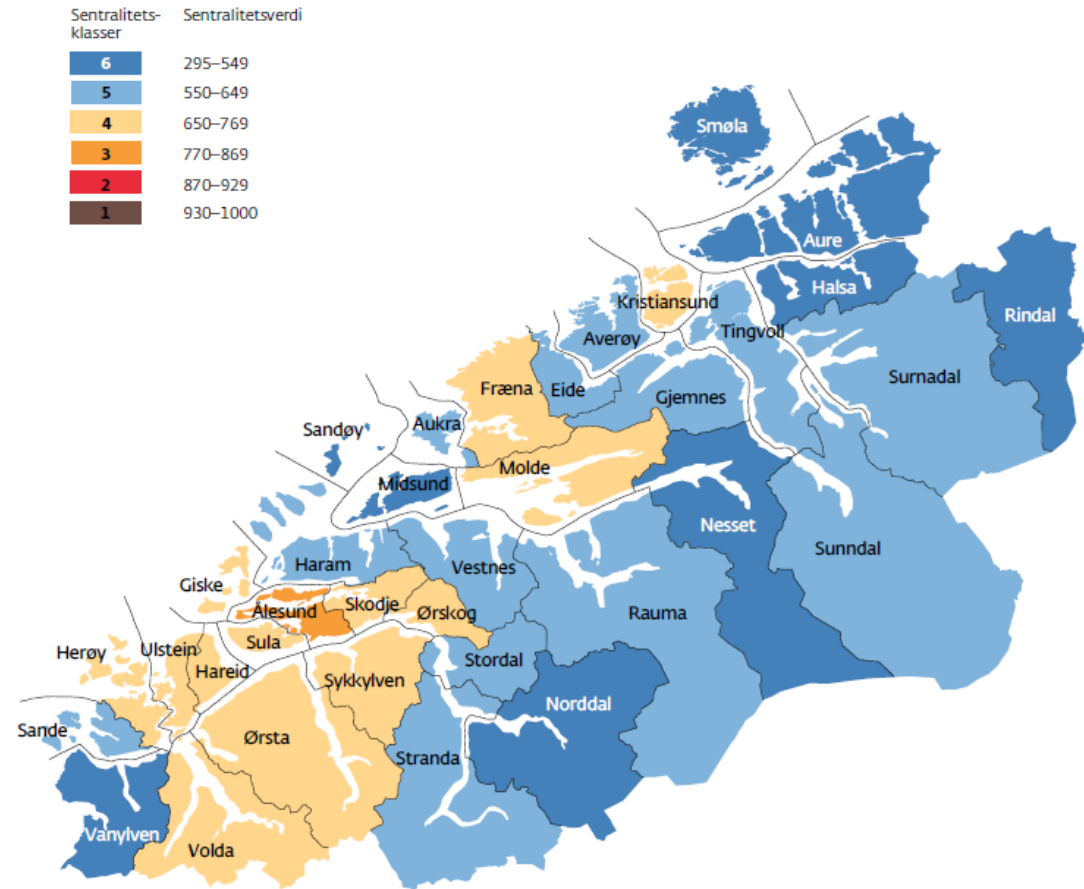 Sentralitets-
klasser
Sentralitetsverdi
6 295–549
5 550–649
4 650–769
3 770–869
2 870–929
1 930–1000
Smøla
Aure
Halsa
Rindal
Kristiansund
Tingvoll
Averøy
Surnadal
Fræna
Eide
Gjemnes
Aukra
Sandøy
Molde
Midsund
Nesset
Sunndal
Haram
Vestnes
Giske
Ålesund
Skodje
Ørskog
Rauma
Sula
Herøy
Ulstein
Hareid
Stordal
Sykkylven
Norddal
Sande
Ørsta
Stranda
Vanylven
Volda